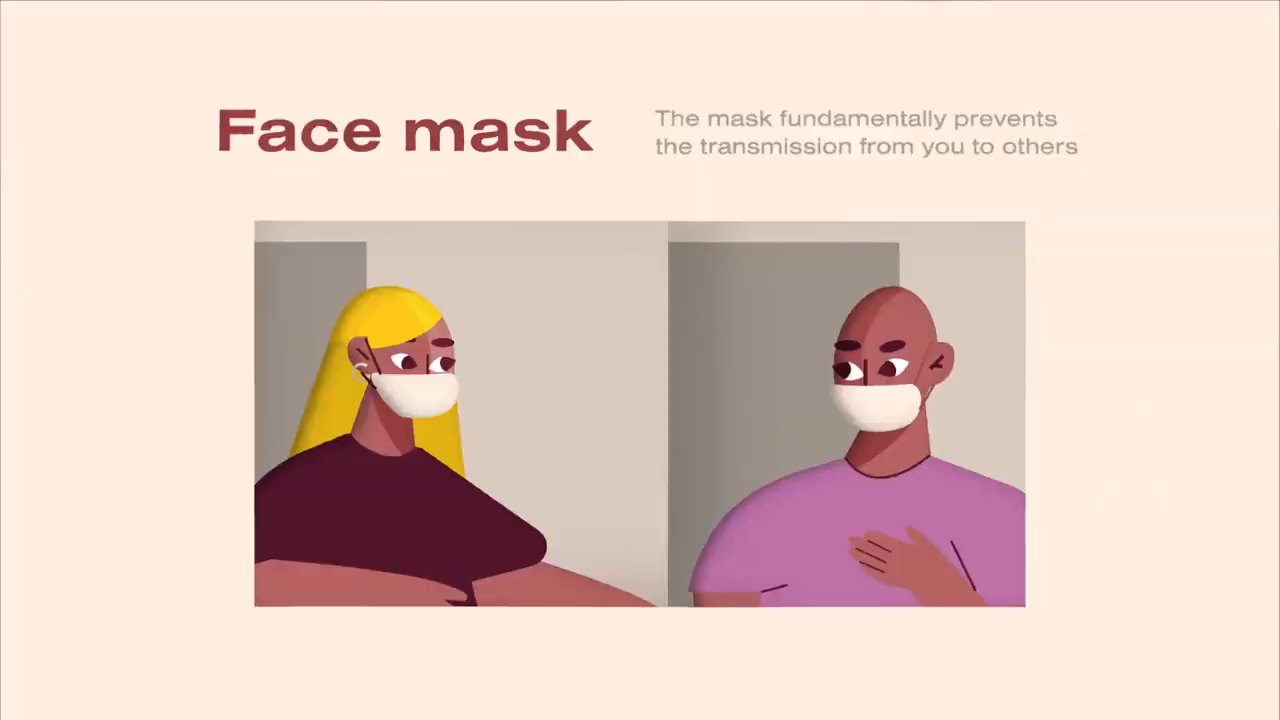 Face mask
The mask fundamentally prevents
the transmission from you to others